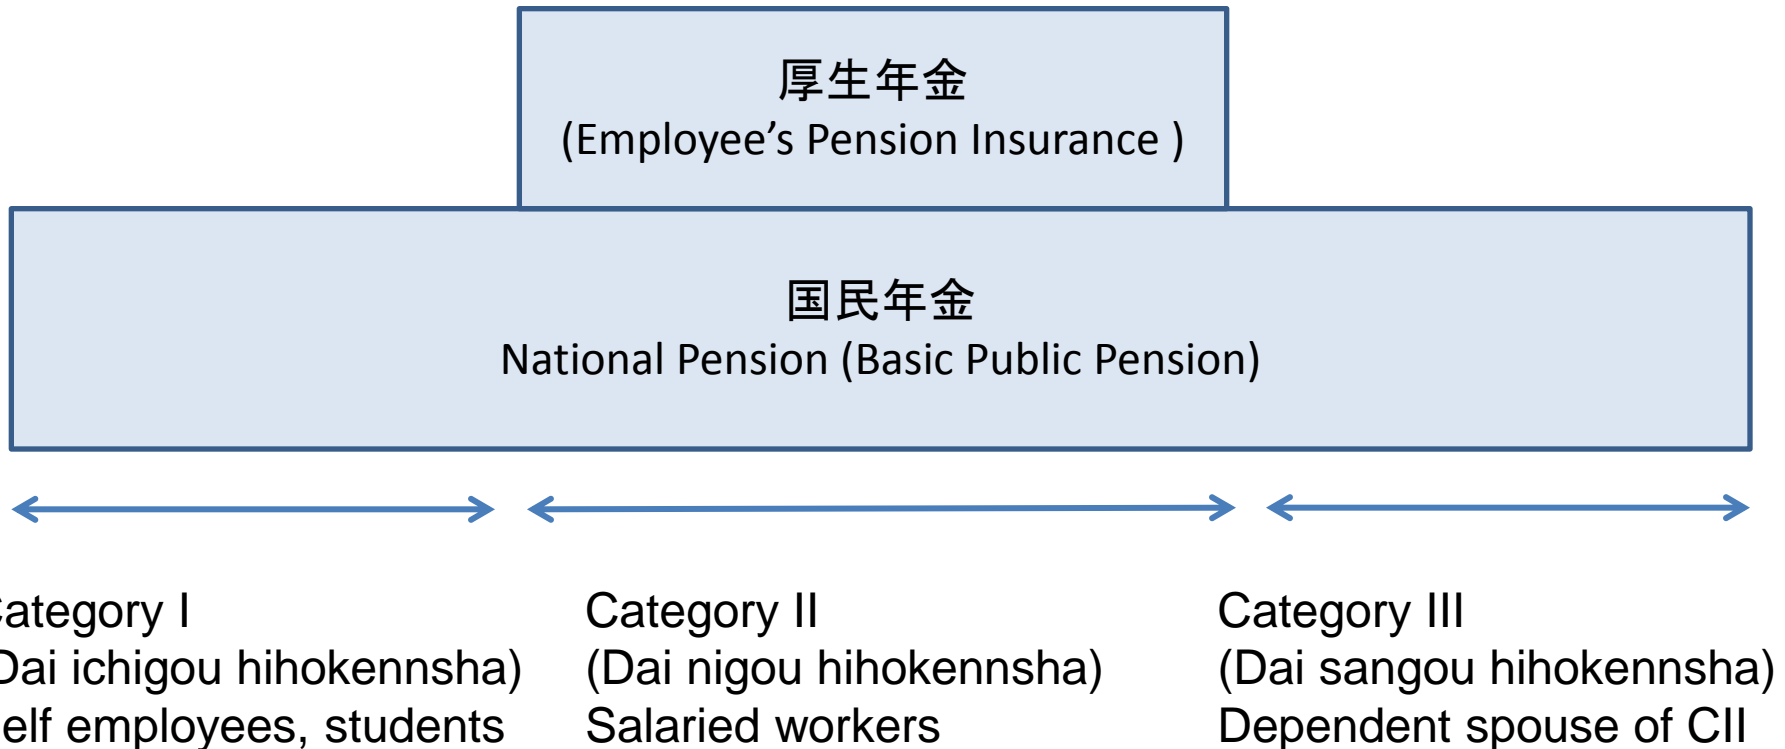 厚生年金
(Employee’s Pension Insurance )
国民年金
National Pension (Basic Public Pension)
Category I
Dai ichigou hihokennsha)
elf employees, students
Category II
(Dai nigou hihokennsha)
Salaried workers
Category III
(Dai sangou hihokennsha)
Dependent spouse of CII